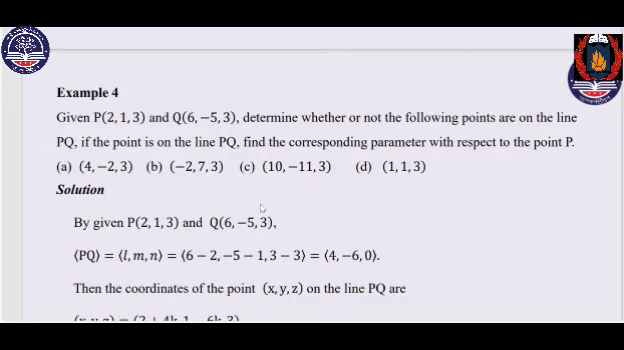 Example 4
Given P(2, 1, 3) and Q(6, −5, 3), determine whether or not the following points are on the line
PQ, if the point is on the line PQ, find the corresponding parameter with respect to the point P.
(a) (4, −2, 3) (b) (−2, 7, 3) (c) (10, −11, 3) (d) (1, 1, 3)
Solution
By given P(2, 1, 3) and Q(6, −5, 3),
⟨PQ⟩ = ⟨l, m, n⟩ = ⟨6 − 2, −5 − 1, 3 − 3⟩ = ⟨4, −6, 0⟩.
Then the coordinates of the point (x, y, z) on the line PQ are